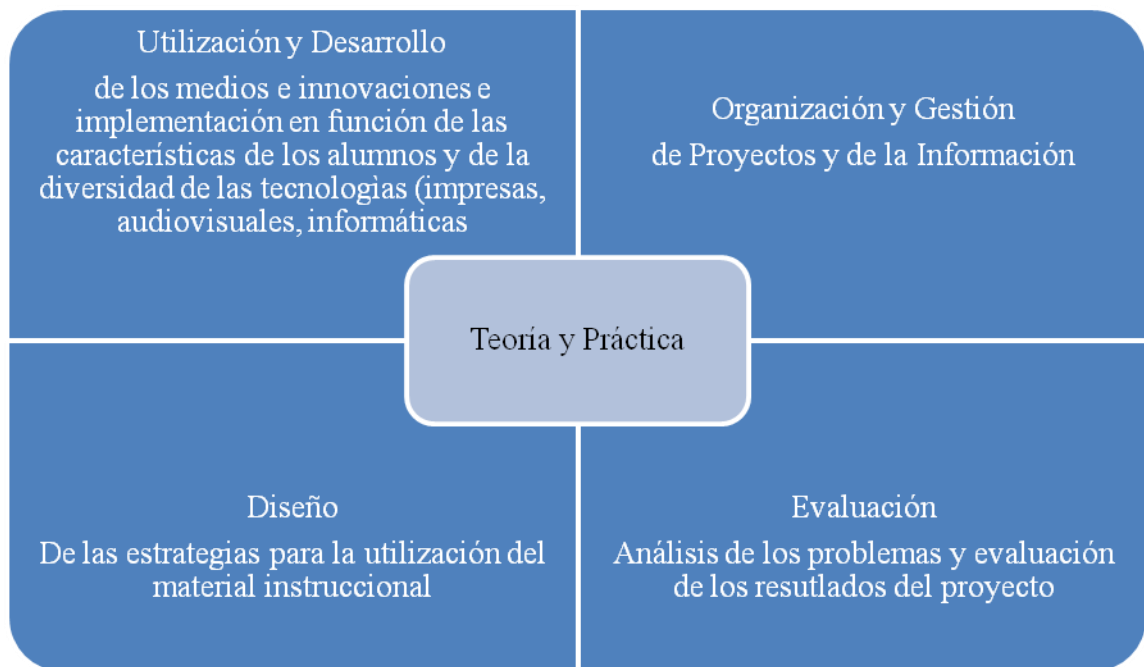 Utilización y Desarrollo
de los medios e innovaciones e
implementación en función de las
características de los alumnos y de la
diversidad de las tecnologìas (impresas,
audiovisuales, informáticas
Organización y Gestión
de Proyectos y de la Información
Teoría y Práctica
Diseño
De las estrategias para la utilización del
material instruccional
Evaluación
Análisis de los problemas y evaluación
de los resutlados del proyecto